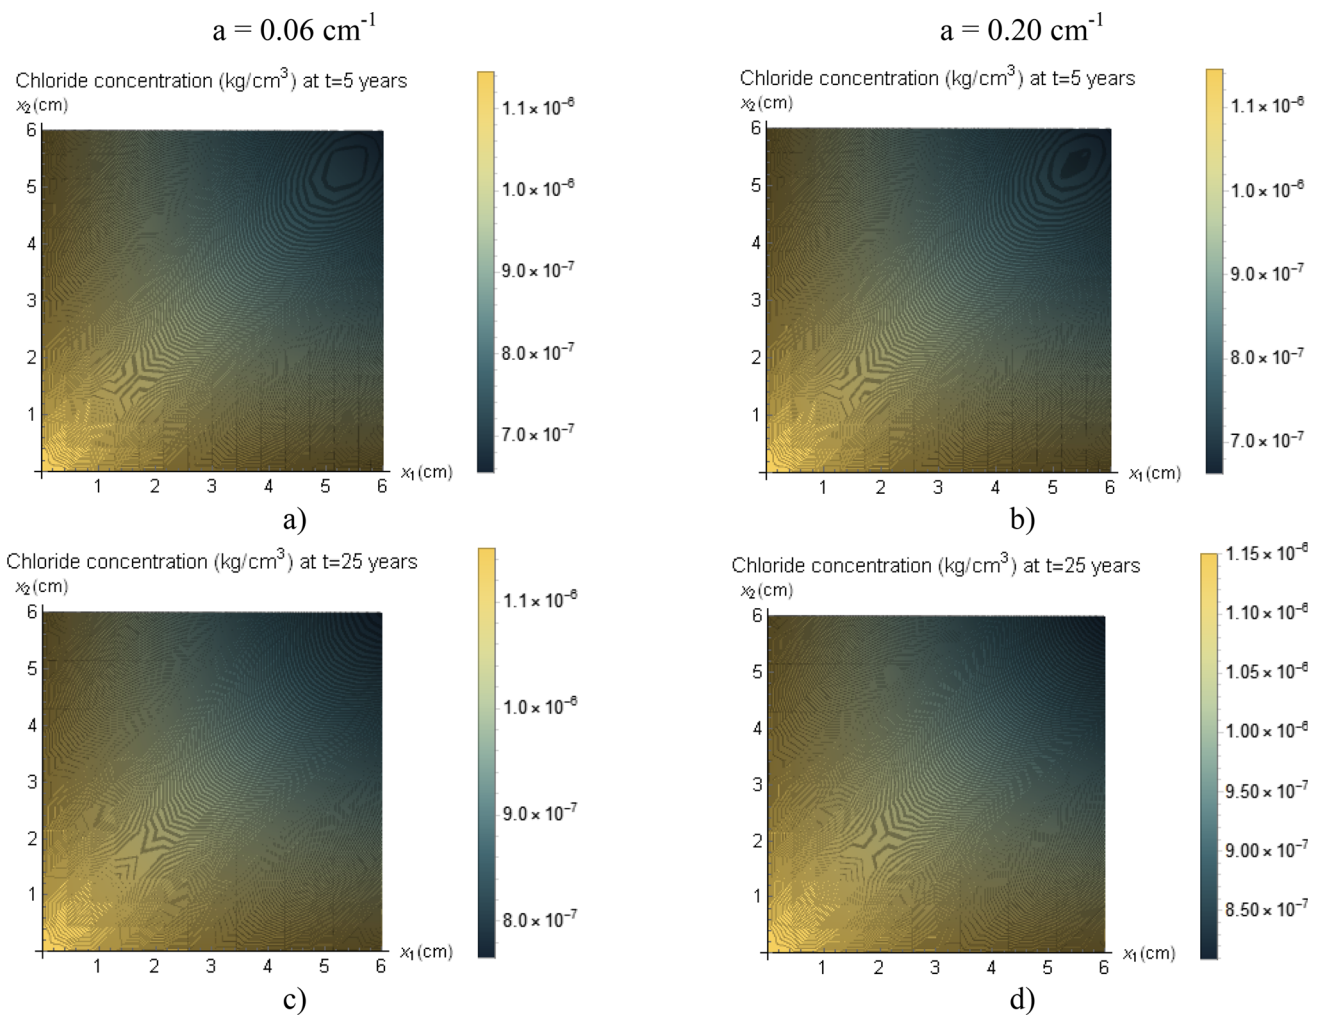 a = 0.06 cm-1
a = 0.20 cm-1
Chloride concentration (kg/cm3) at t=5 years
x2(cm)
6
5
4
3
2
1
1 2 3 4 5 6
x1(cm)
1.1 × 10−6
1.0 × 10−6
9.0 × 10−7
8.0 × 10−7
7.0 × 10−7
a)
Chloride concentration (kg/cm3) at t=5 years
x2(cm)
6
5
4
3
2
1
1 2 3 4 5 6
x1(cm)
1.1 × 10−6
1.0 × 10−6
9.0 × 10−7
8.0 × 10−7
7.0 × 10−7
b)
Chloride concentration (kg/cm3) at t=25 years
x2(cm)
6
5
4
3
2
1
1 2 3 4 5 6
x1(cm)
1.1 × 10−6
1.0 × 10−6
9.0 × 10−7
8.0 × 10−7
c)
Chloride concentration (kg/cm3) at t=25 years
x2(cm)
6
5
4
3
2
1
1 2 3 4 5 6
x1(cm)
1.15 × 10−6
1.10 × 10−6
1.05 × 10−6
1.00 × 10−6
9.50 × 10−7
9.00 × 10−7
8.50 × 10−7
d)